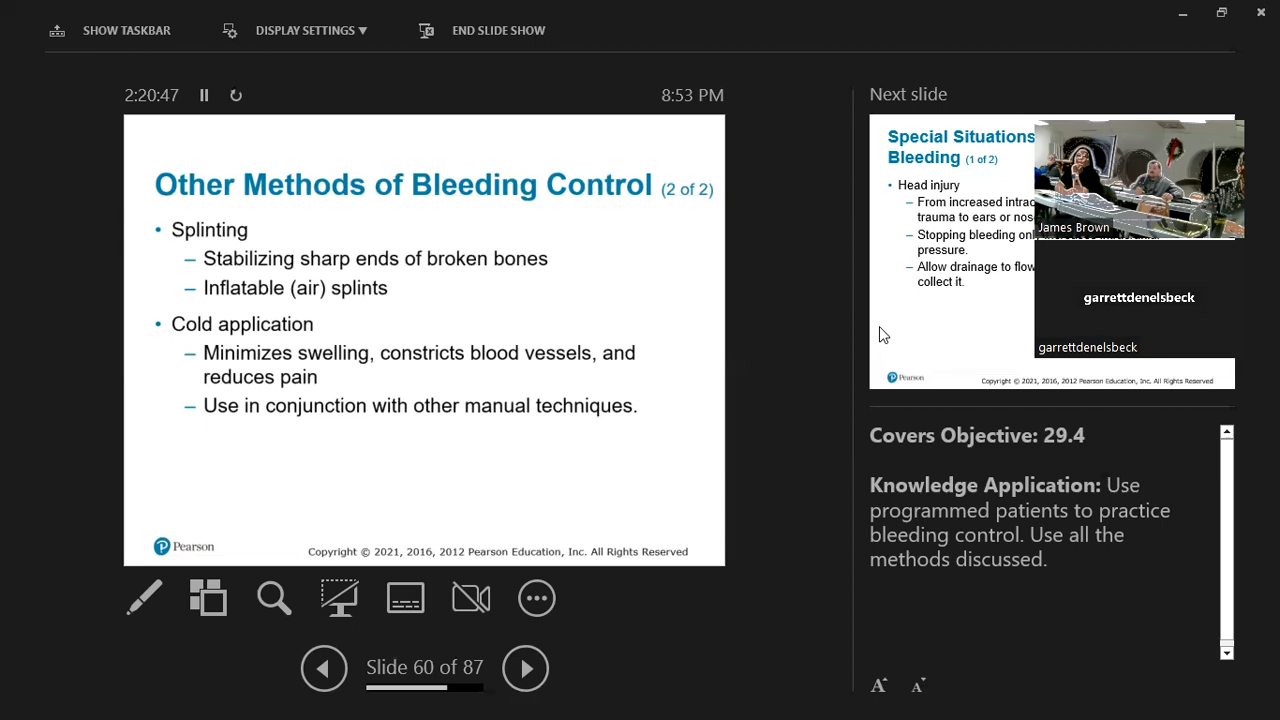 SHOW TASKBAR
DISPLAY SETTINGS ▼
END SLIDE SHOW
2:20:47
8:53 PM
Other Methods of Bleeding Control (2 of 2)
• Splinting
– Stabilizing sharp ends of broken bones
– Inflatable (air) splints
• Cold application
– Minimizes swelling, constricts blood vessels, and
reduces pain
– Use in conjunction with other manual techniques.
Pearson
Copyright © 2021, 2016, 2012 Pearson Education, Inc. All Rights Reserved
Slide 60 of 87
Next slide
Special Situations
Bleeding (1 of 2)
• Head injury
– From increased
trauma to ears or
– Stopping bleeding
pressure.
– Allow drainage to
collect it.
Pearson
Copyright © 2021, 2016, 2012 Pearson Education, Inc. All Rights Reserved
James Brown
garrettdenelsbeck
garrettdenelsbeck
Covers Objective: 29.4
Knowledge Application: Use
programmed patients to practice
bleeding control. Use all the
methods discussed.
A
A